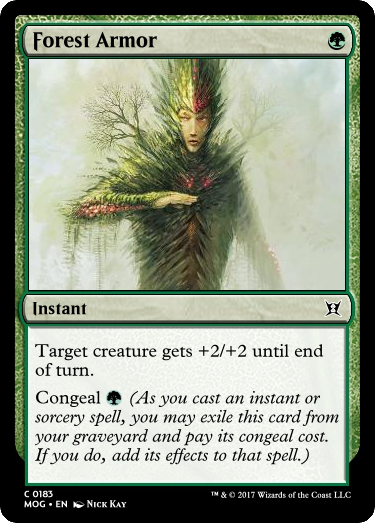 Forest Armor
Instant
Target creature gets +2/+2 until end
of turn.
Congeal (As you cast an instant or
sorcery spell, you may exile this card from
your graveyard and pay its congeal cost.
If you do, add its effects to that spell.)
C 0183
MOG • EN Nick Kay
™ & © 2017 Wizards of the Coast LLC